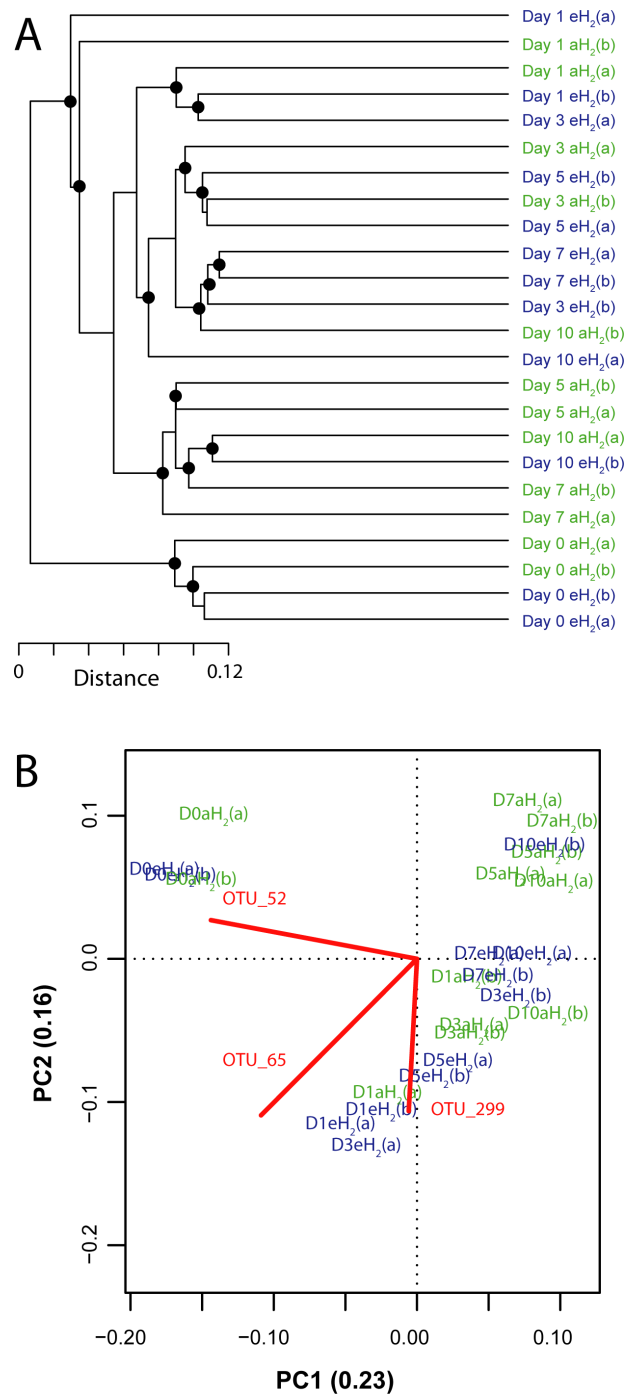 A
Day 1 eH2(a)
Day 1 aH2(b)
Day 1 aH2(a)
Day 1 eH2(b)
Day 3 eH2(a)
Day 3 aH2(a)
Day 5 eH2(b)
Day 3 aH2(b)
Day 5 eH2(a)
Day 7 eH2(a)
Day 7 eH2(b)
Day 3 eH2(b)
Day 10 aH2(b)
Day 10 eH2(a)
Day 5 aH2(b)
Day 5 aH2(a)
Day 10 aH2(a)
Day 10 eH2(b)
Day 7 aH2(b)
Day 7 aH2(a)
Day 0 aH2(a)
Day 0 aH2(b)
Day 0 eH2(b)
Day 0 eH2(a)
0
0.12
Distance
B
D7aH2(a)
D0aH2(a)
D7aH2(b)
D10eH2(b)
D5aH2(b)
D0eH2(a)
D0eH2(b)
D0aH2(b)
D5eH2(a)
D10aH2(a)
OTU_52
D7eH2(a)
D10eH2(a)
D1aH2(b)
D7eH2(b)
D3eH2(b)
D10aH2(b)
D3aH2(a)
D3aH2(b)
OTU_65
D5eH2(a)
D5eH2(b)
D1aH2(a)
D1eH2(b)
OTU_299
D1eH2(a)
D3eH2(a)
0.1
0.0
−0.1
−0.2
PC2 (0.16)
−0.20
−0.10
0.00
0.10
PC1 (0.23)